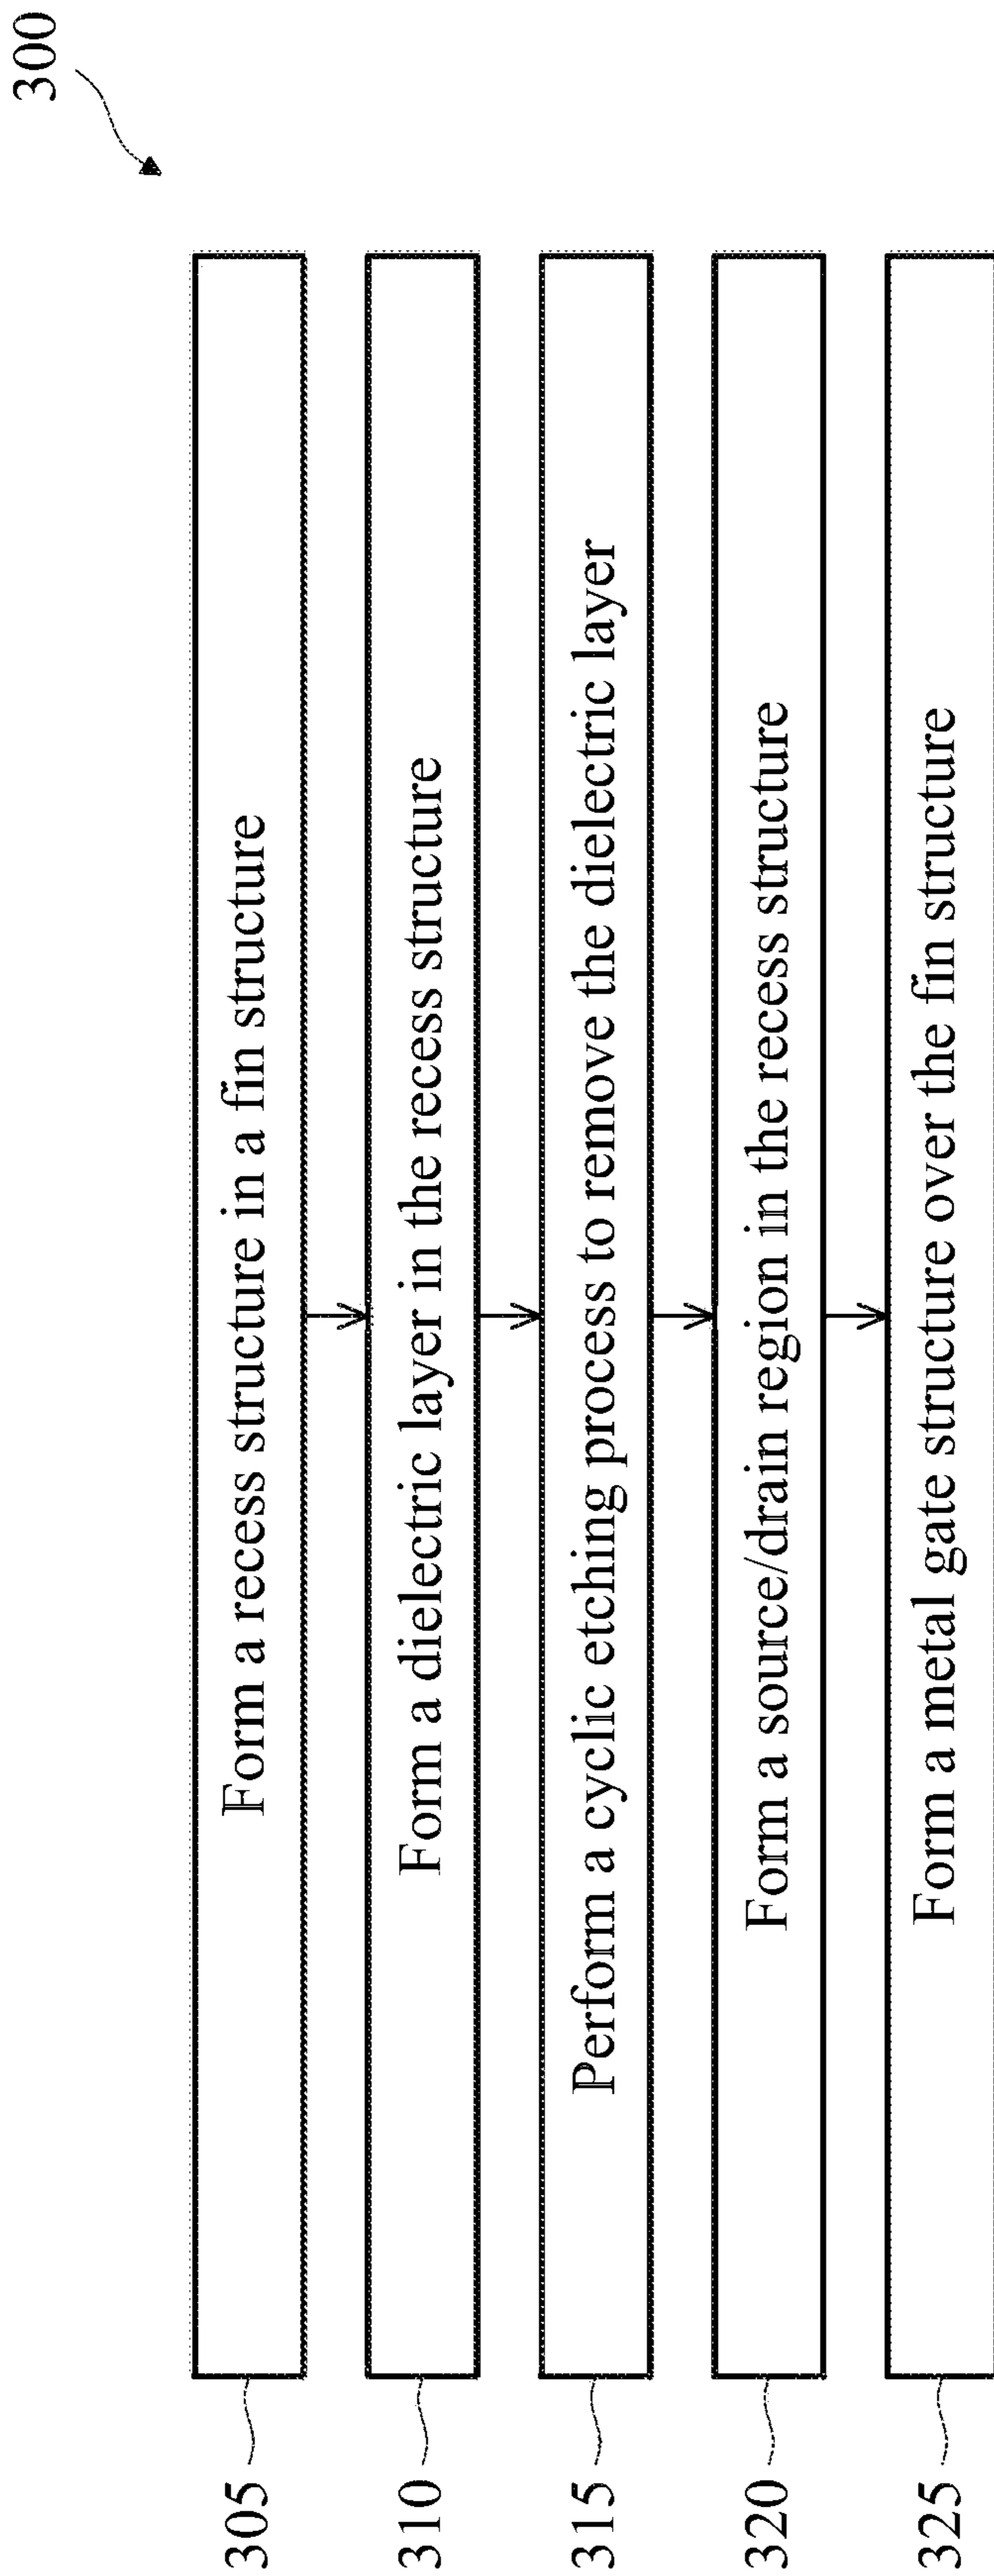 300
305
Form a recess structure in a fin structure
310
Form a dielectric layer in the recess structure
315
Perform a cyclic etching process to remove the dielectric layer
320
Form a source/drain region in the recess structure
325
Form a metal gate structure over the fin structure